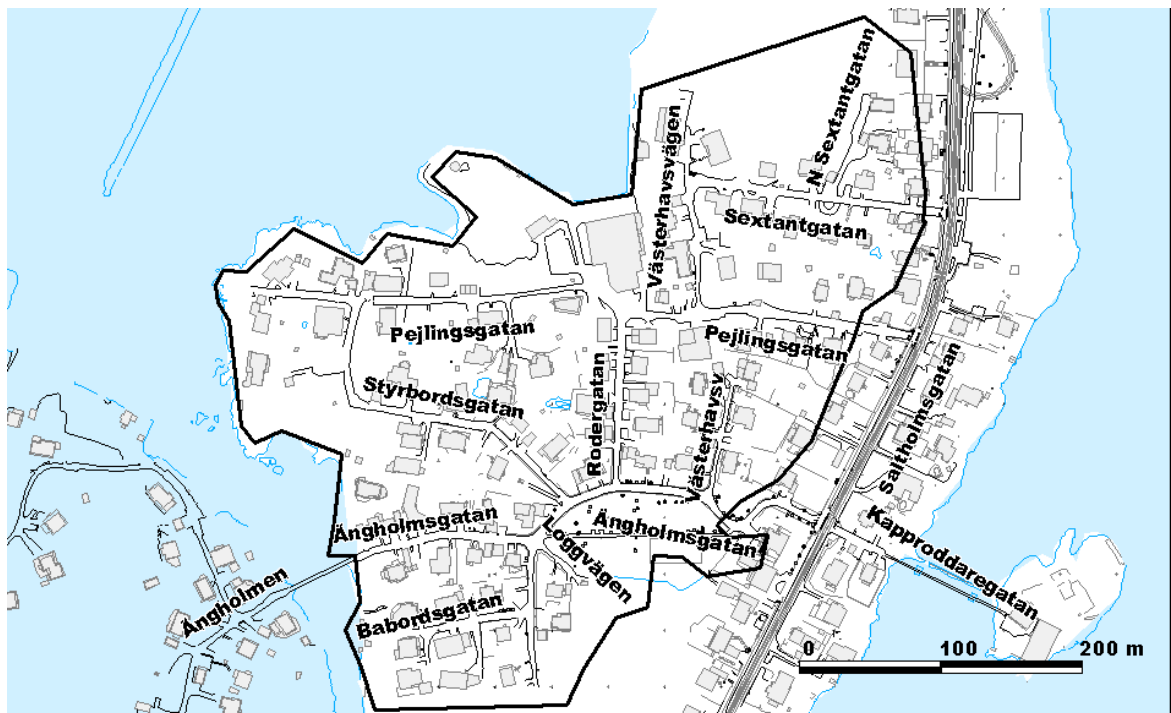 N Sextantgatan
Västerhavsvägen
Sextantgatan
Pejlingsgatan
Pejlingsgatan
Styrbordsgatan
Rodergatan
Västerhavsv
Saltholmsgatan
Ängholmsgatan
Ängholmsgatan
Loggvägen
Kapproddaregatan
Ängholmen
Babordsgatan
0 100 200 m